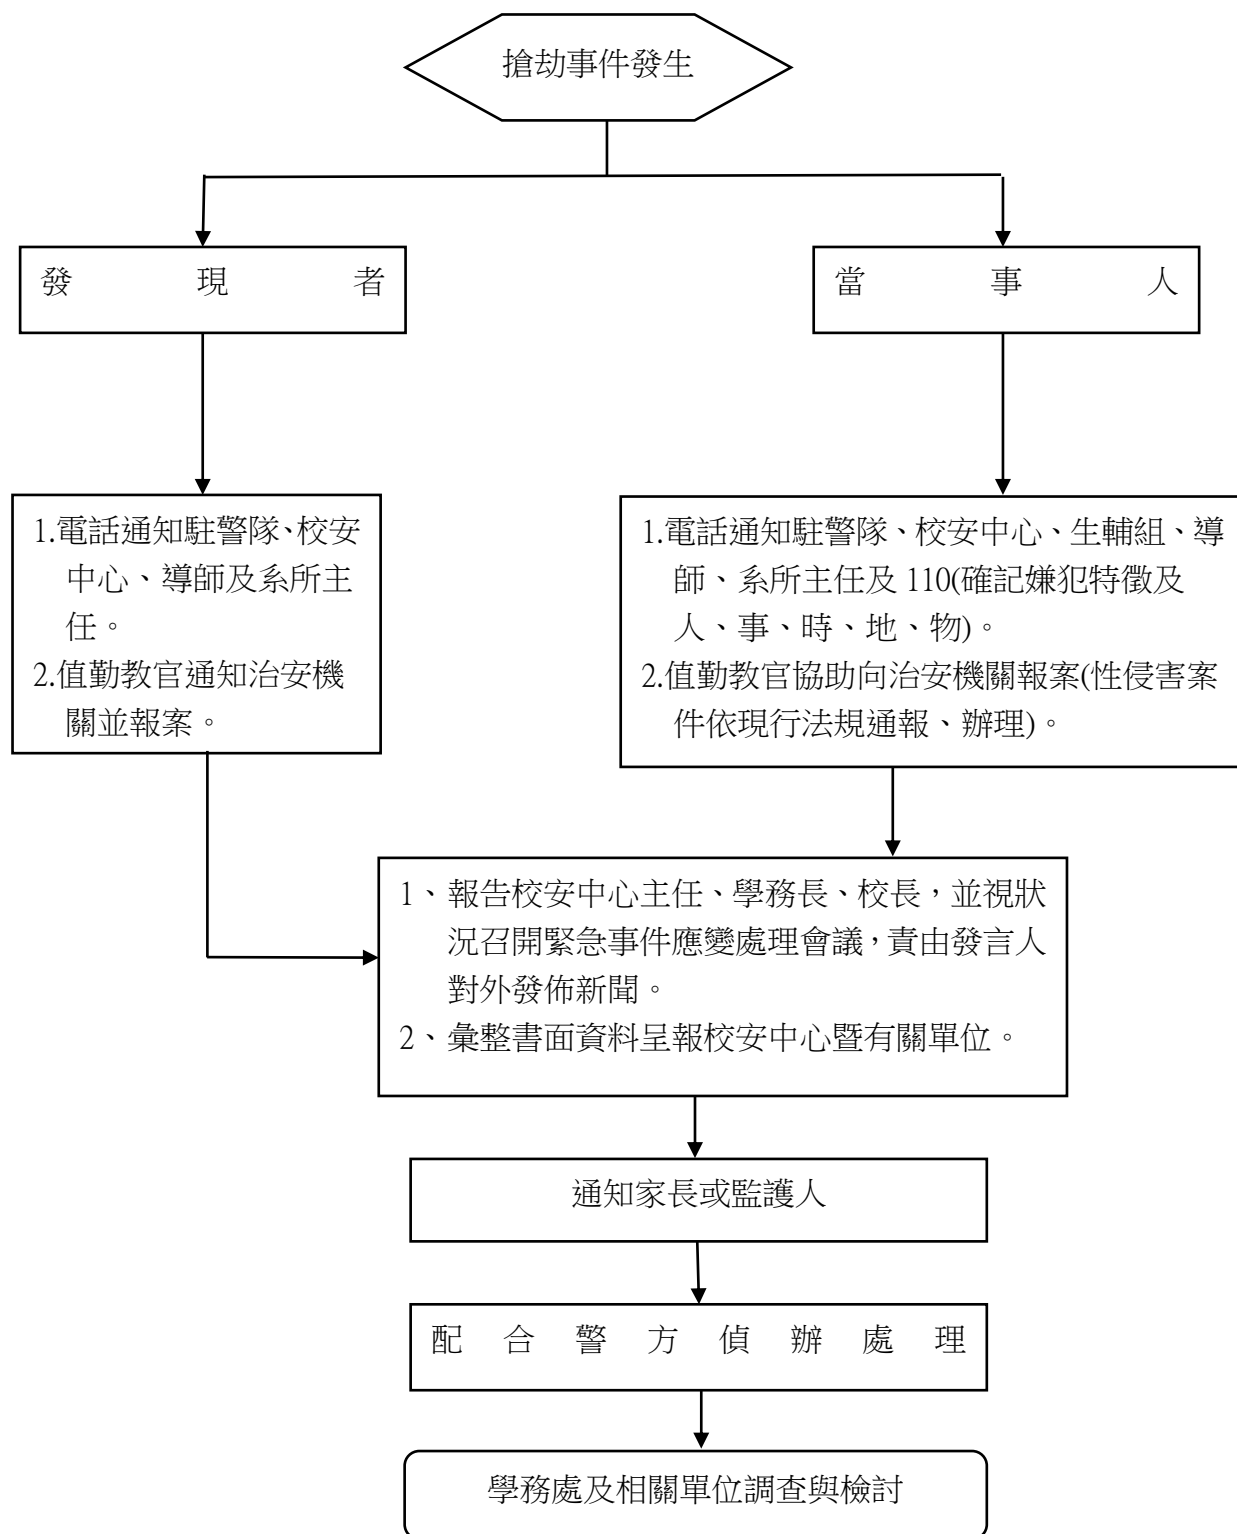 搶劫事件發生
發現者
當事人
1.電話通知駐警隊、校安
中心、導師及系所主
任。
2.值勤教官通知治安機
關並報案。
1.電話通知駐警隊、校安中心、生輔組、導
師、系所主任及 110(確記嫌犯特徵及
人、事、時、地、物)。
2.值勤教官協助向治安機關報案(性侵害案
件依現行法規通報、辦理)。
1、報告校安中心主任、學務長、校長，並視狀
況召開緊急事件應變處理會議，責由發言人
對外發佈新聞。
2、彙整書面資料呈報校安中心暨有關單位。
通知家長或監護人
配合警方偵辦處理
學務處及相關單位調查與檢討